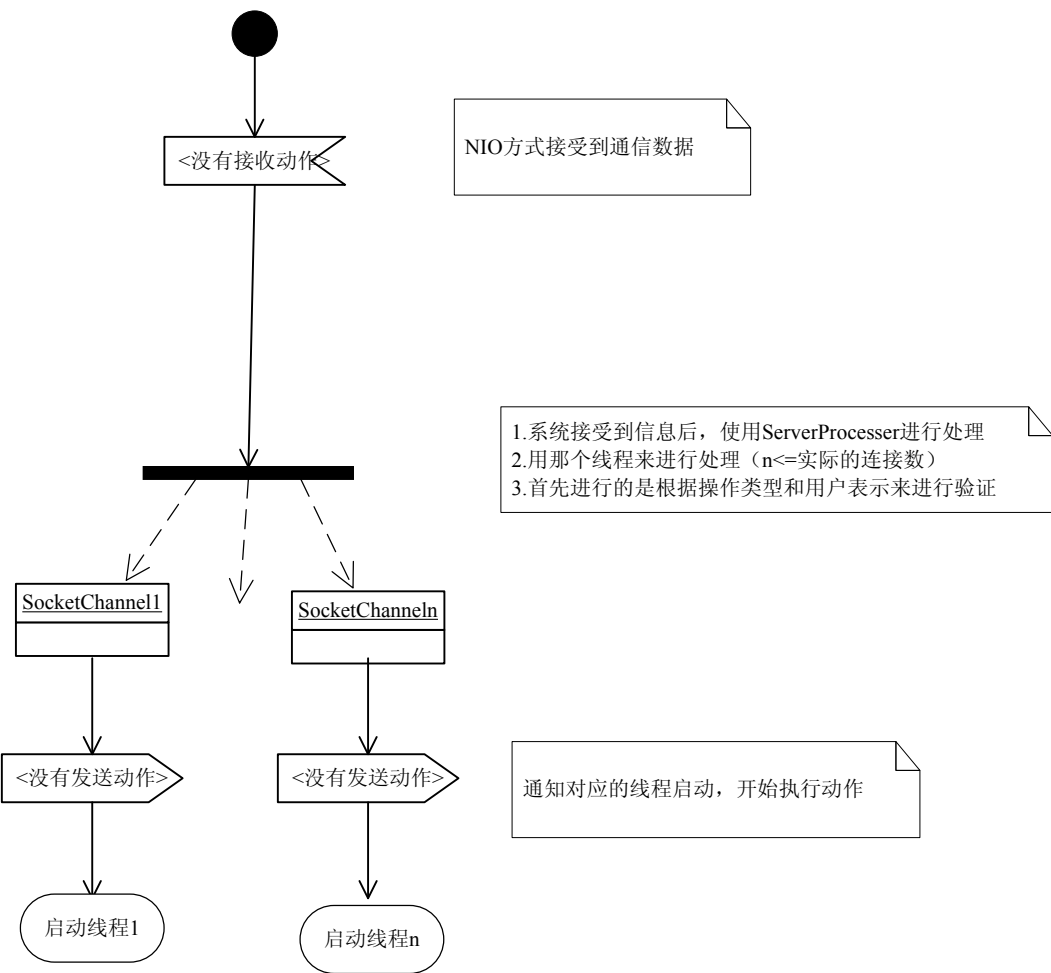 <没有接收动作>
NIO方式接受到通信数据
1.系统接受到信息后，使用ServerProcesser进行处理
2.用那个线程来进行处理（n<=实际的连接数）
3.首先进行的是根据操作类型和用户表示来进行验证
SocketChannel1
SocketChanneln
<没有发送动作>
<没有发送动作>
通知对应的线程启动，开始执行动作
启动线程1
启动线程n